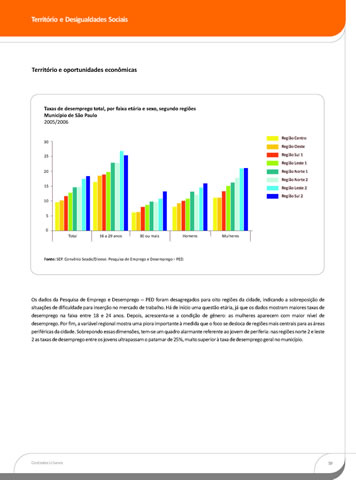 Território e Desigualdades Sociais
Território e oportunidades econômicas
Taxas de desemprego total, por faixa etária e sexo, segundo regiões
Município de São Paulo
2005/2006
30
25
20
15
10
5
0
Total
18 a 29 anos
30 ou mais
Homens
Mulheres
Região Centro
Região Oeste
Região Sul 1
Região Leste 1
Região Norte 1
Região Norte 2
Região Leste 2
Região Sul 2
Fonte: SEP. Convênio Seade/Dieese. Pesquisa de Emprego e Desemprego - PED.
Os dados da Pesquisa de Emprego e Desemprego – PED foram desagregados para oito regiões da cidade, indicando a sobreposição de
situações de dificuldade para inserção no mercado de trabalho. Há de início uma questão etária, já que os dados mostram maiores taxas de
desemprego na faixa entre 18 e 24 anos. Depois, acrescenta-se a condição de gênero: as mulheres aparecem com maior nível de
desemprego. Por fim, a variável regional mostra uma piora importante à medida que o foco se desloca de regiões mais centrais para as áreas
periféricas da cidade. Sobrepondo essas dimensões, tem-se um quadro alarmante referente ao jovem de periferia: nas regiões norte 2 e leste
2 as taxas de desemprego entre os jovens ultrapassam o patamar de 25%, muito superior à taxa de desemprego geral no município.